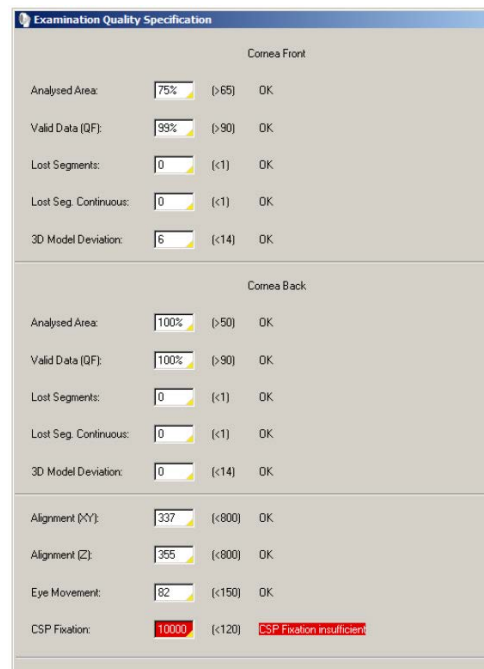 Examination Quality Specification
Cornea Front
Analysed Area: 75% (>65) OK
Valid Data (QF): 99% (>90) OK
Lost Segments: 0 (<1) OK
Lost Seg. Continuous: 0 (<1) OK
3D Model Deviation: 6 (<14) OK
Cornea Back
Analysed Area: 100% (>50) OK
Valid Data (QF): 100% (>90) OK
Lost Segments: 0 (<1) OK
Lost Seg. Continuous: 0 (<1) OK
3D Model Deviation: 0 (<14) OK
Alignment (XY): 337 (<800) OK
Alignment (Z): 355 (<800) OK
Eye Movement: 82 (<150) OK
CSP Fixation: 10000 (<120) CSP Fixation insufficient